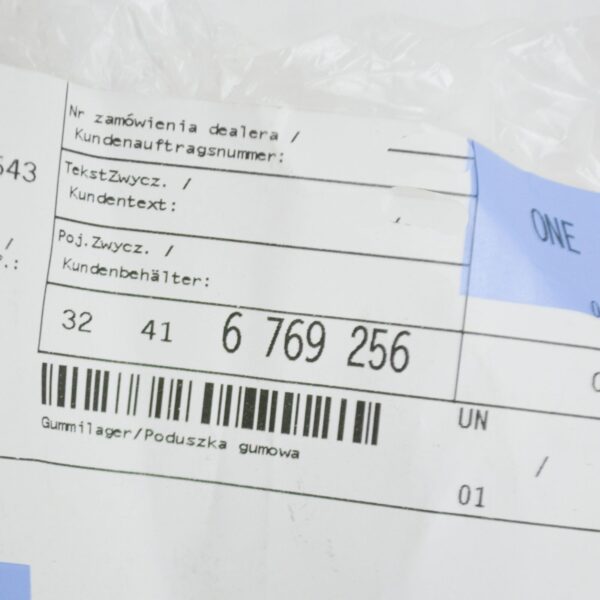 Nr zamówienia dealera /
Kundenauftragsnummer:
643
TekstZwycz. /
Kundentext:
/
ONE
Poj.Zwycz. /
Kundenbehälter:
/
.:
32 41 6 769 256
Gummilager/Poduszka gumowa
UN
/
01